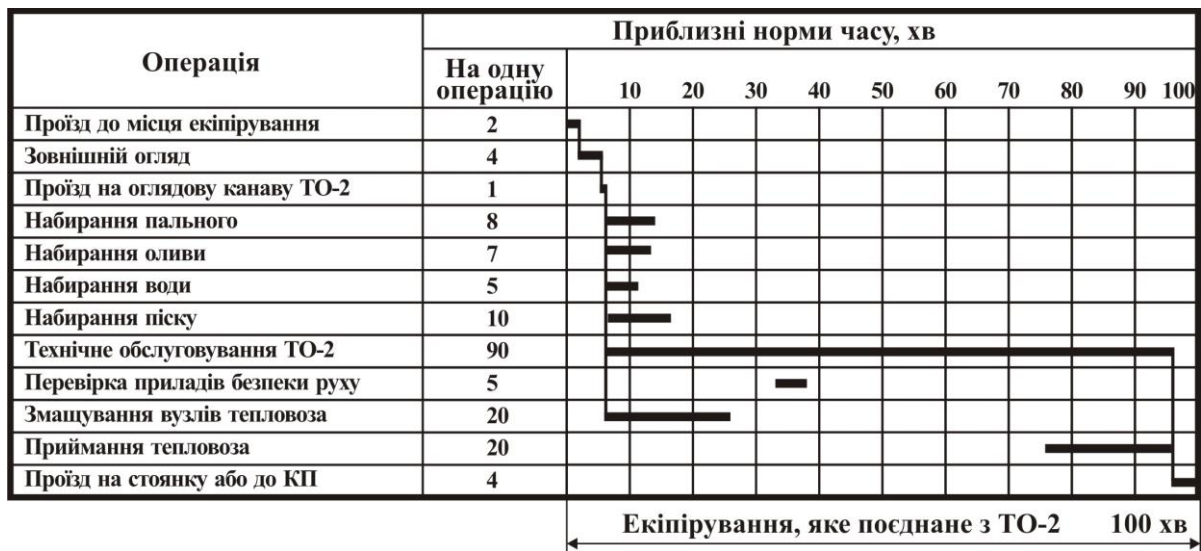 Приблизні норми часу, хв
Операція
На одну
операцію
10 20 30 40 50 60 70 80 90 100
Проїзд до місця екіпірування 2
Зовнішній огляд 4
Проїзд на оглядову канаву ТО-2 1
Набирання пального 8
Набирання оливи 7
Набирання води 5
Набирання піску 10
Технічне обслуговування ТО-2 90
Перевірка приладів безпеки руху 5
Змащування вузлів тепловоза 20
Приймання тепловоза 20
Проїзд на стоянку або до КП 4
Екіпірування, яке поєднане з ТО-2 100 хв